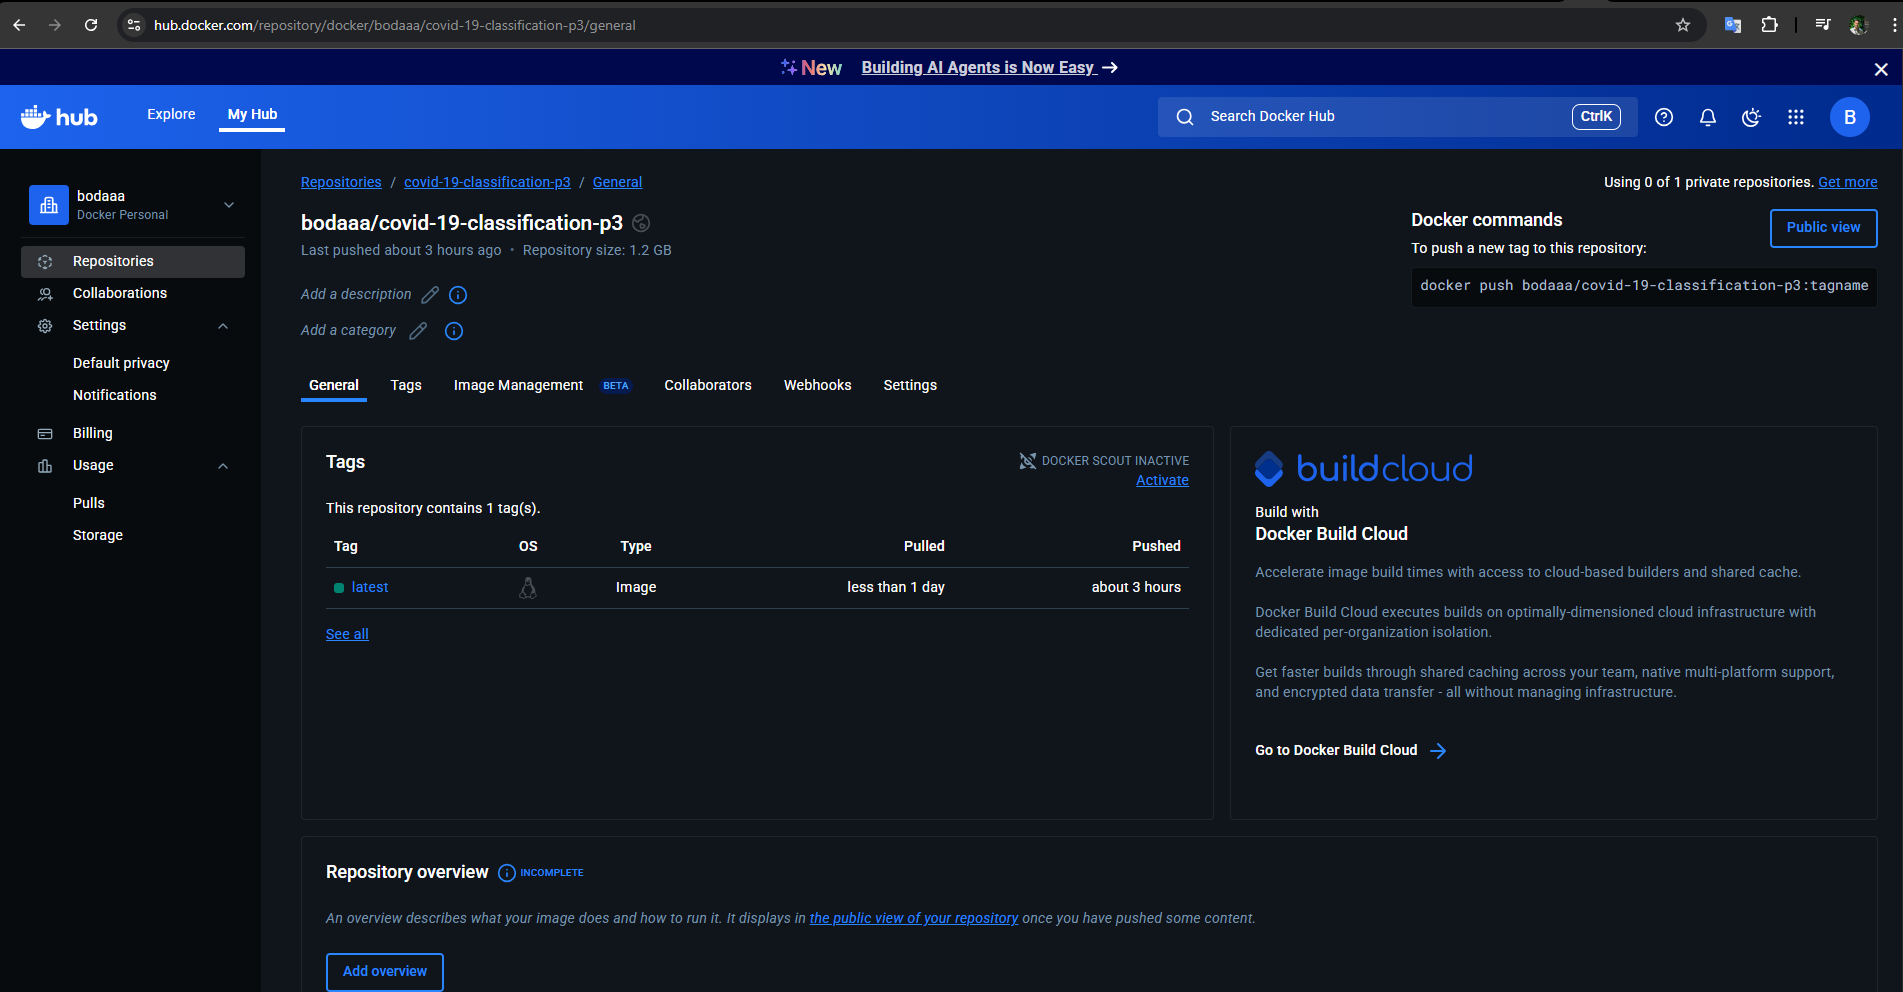 hub.docker.com/repository/docker/bodaaa/covid-19-classification-p3/general
New Building AI Agents is Now Easy →
hub
Explore
My Hub
Search Docker Hub
CtrlK
B
bodaaa
Docker Personal
Repositories
Collaborations
Settings
Default privacy
Notifications
Billing
Usage
Pulls
Storage
Repositories / covid-19-classification-p3 / General
Using 0 of 1 private repositories. Get more
bodaaa/covid-19-classification-p3
Last pushed about 3 hours ago • Repository size: 1.2 GB
Add a description
Add a category
Docker commands
Public view
To push a new tag to this repository:
docker push bodaaa/covid-19-classification-p3:tagname
General
Tags
Image Management BETA
Collaborators
Webhooks
Settings
Tags
DOCKER SCOUT INACTIVE
Activate
This repository contains 1 tag(s).
Tag OS Type Pulled Pushed
latest Image less than 1 day about 3 hours
See all
buildcloud
Build with
Docker Build Cloud
Accelerate image build times with access to cloud-based builders and shared cache.
Docker Build Cloud executes builds on optimally-dimensioned cloud infrastructure with
dedicated per-organization isolation.
Get faster builds through shared caching across your team, native multi-platform support,
and encrypted data transfer - all without managing infrastructure.
Go to Docker Build Cloud →
Repository overview INCOMPLETE
An overview describes what your image does and how to run it. It displays in the public view of your repository once you have pushed some content.
Add overview